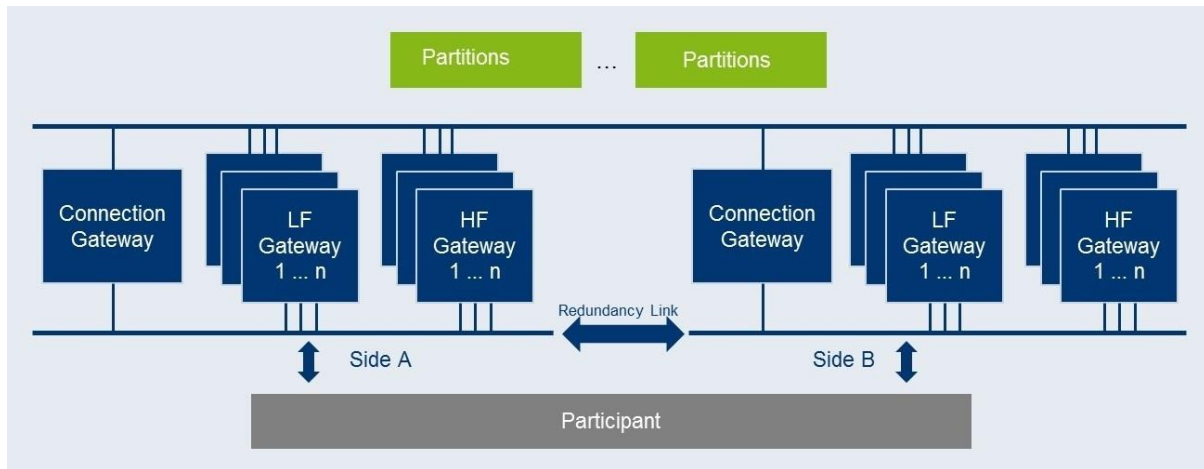 Partitions ... Partitions
Connection
Gateway
LF
Gateway
1 ... n
HF
Gateway
1 ... n
Connection
Gateway
LF
Gateway
1 ... n
HF
Gateway
1 ... n
Redundancy Link
Side A
Side B
Participant